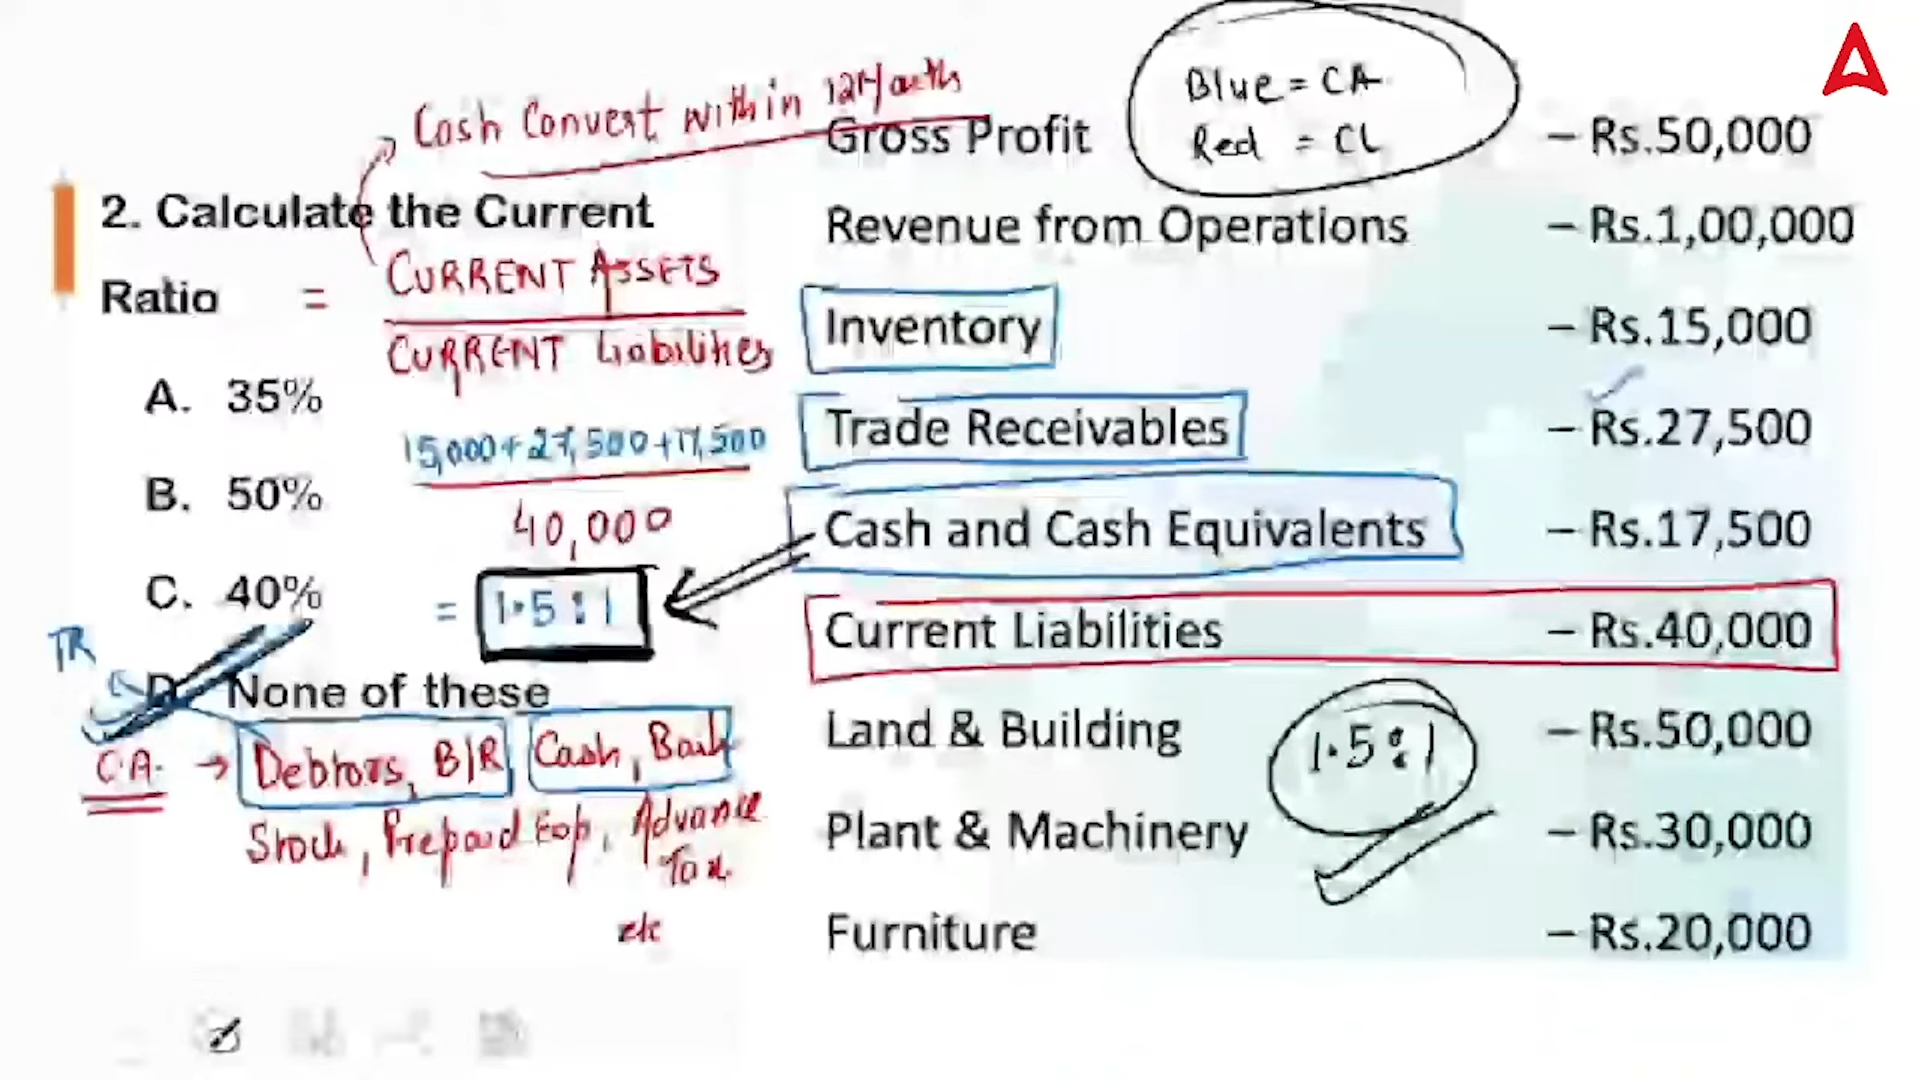 Cash Convert within 12 Months
2. Calculate the Current
Ratio =
CURRENT ASSETS
CURRENT Liabilities
A. 35%
B. 50%
C. 40%
D. None of these
15,000+27,500+17,500
40,000
= 1.5:1
TR
C.A. → Debtors, B/R Cash, Bank
Stock, Prepaid Exp, Advance
Tax
etc
Blue = CA
Red = CL
Gross Profit – Rs.50,000
Revenue from Operations – Rs.1,00,000
Inventory – Rs.15,000
Trade Receivables – Rs.27,500
Cash and Cash Equivalents – Rs.17,500
Current Liabilities – Rs.40,000
Land & Building – Rs.50,000
1.5:1
Plant & Machinery – Rs.30,000
Furniture – Rs.20,000